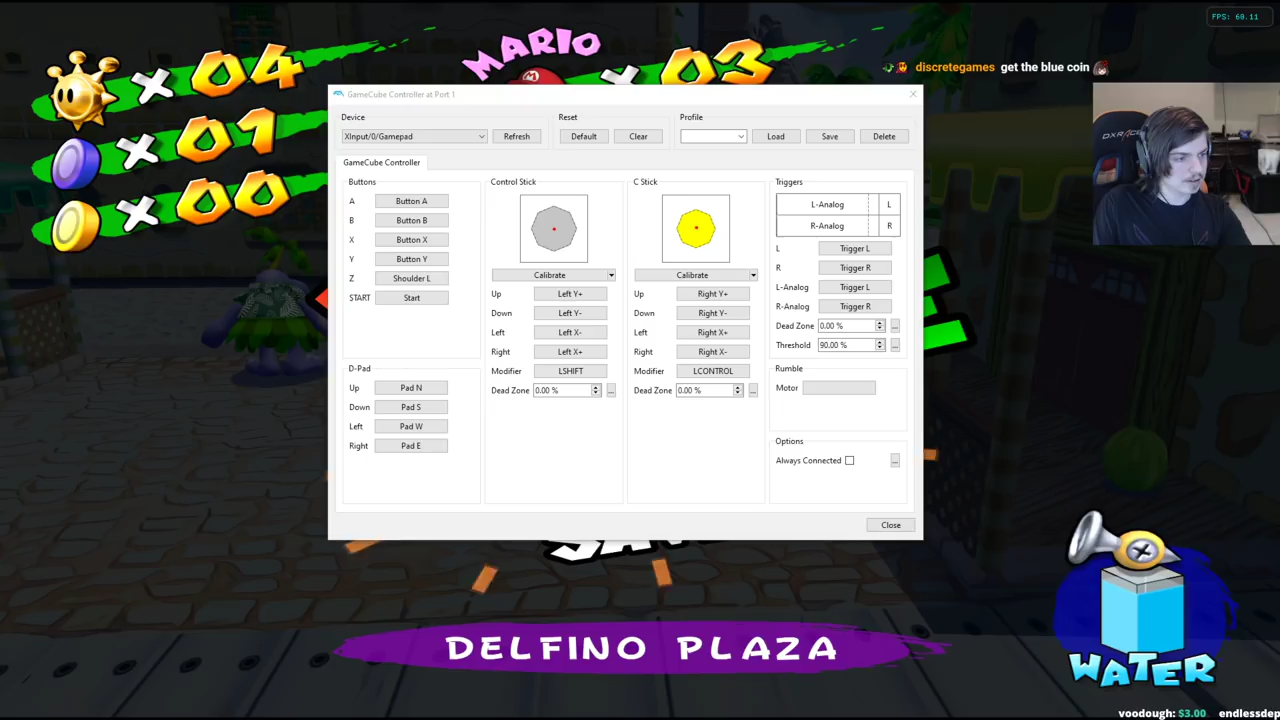 FPS: 60.11
MARIO
x 04
x 03
discretegames get the blue coin
x 01
x 00
GameCube Controller at Port 1
Device
XInput/0/Gamepad
Refresh
Reset
Default
Clear
Profile
Load
Save
Delete
GameCube Controller
Buttons
A Button A
B Button B
X Button X
Y Button Y
Z Shoulder L
START Start
D-Pad
Up Pad N
Down Pad S
Left Pad W
Right Pad E
Control Stick
Calibrate
Up Left Y+
Down Left Y-
Left Left X-
Right Left X+
Modifier LSHIFT
Dead Zone 0.00 % ...
C Stick
Calibrate
Up Right Y+
Down Right Y-
Left Right X+
Right Right X-
Modifier LCONTROL
Dead Zone 0.00 % ...
Triggers
L-Analog L
R-Analog R
L Trigger L
R Trigger R
L-Analog Trigger L
R-Analog Trigger R
Dead Zone 0.00 % ...
Threshold 90.00 % ...
Rumble
Motor
Options
Always Connected ...
Close
DXRACER
DELFINO PLAZA
WATER
voodough: $3.00 endlessdep